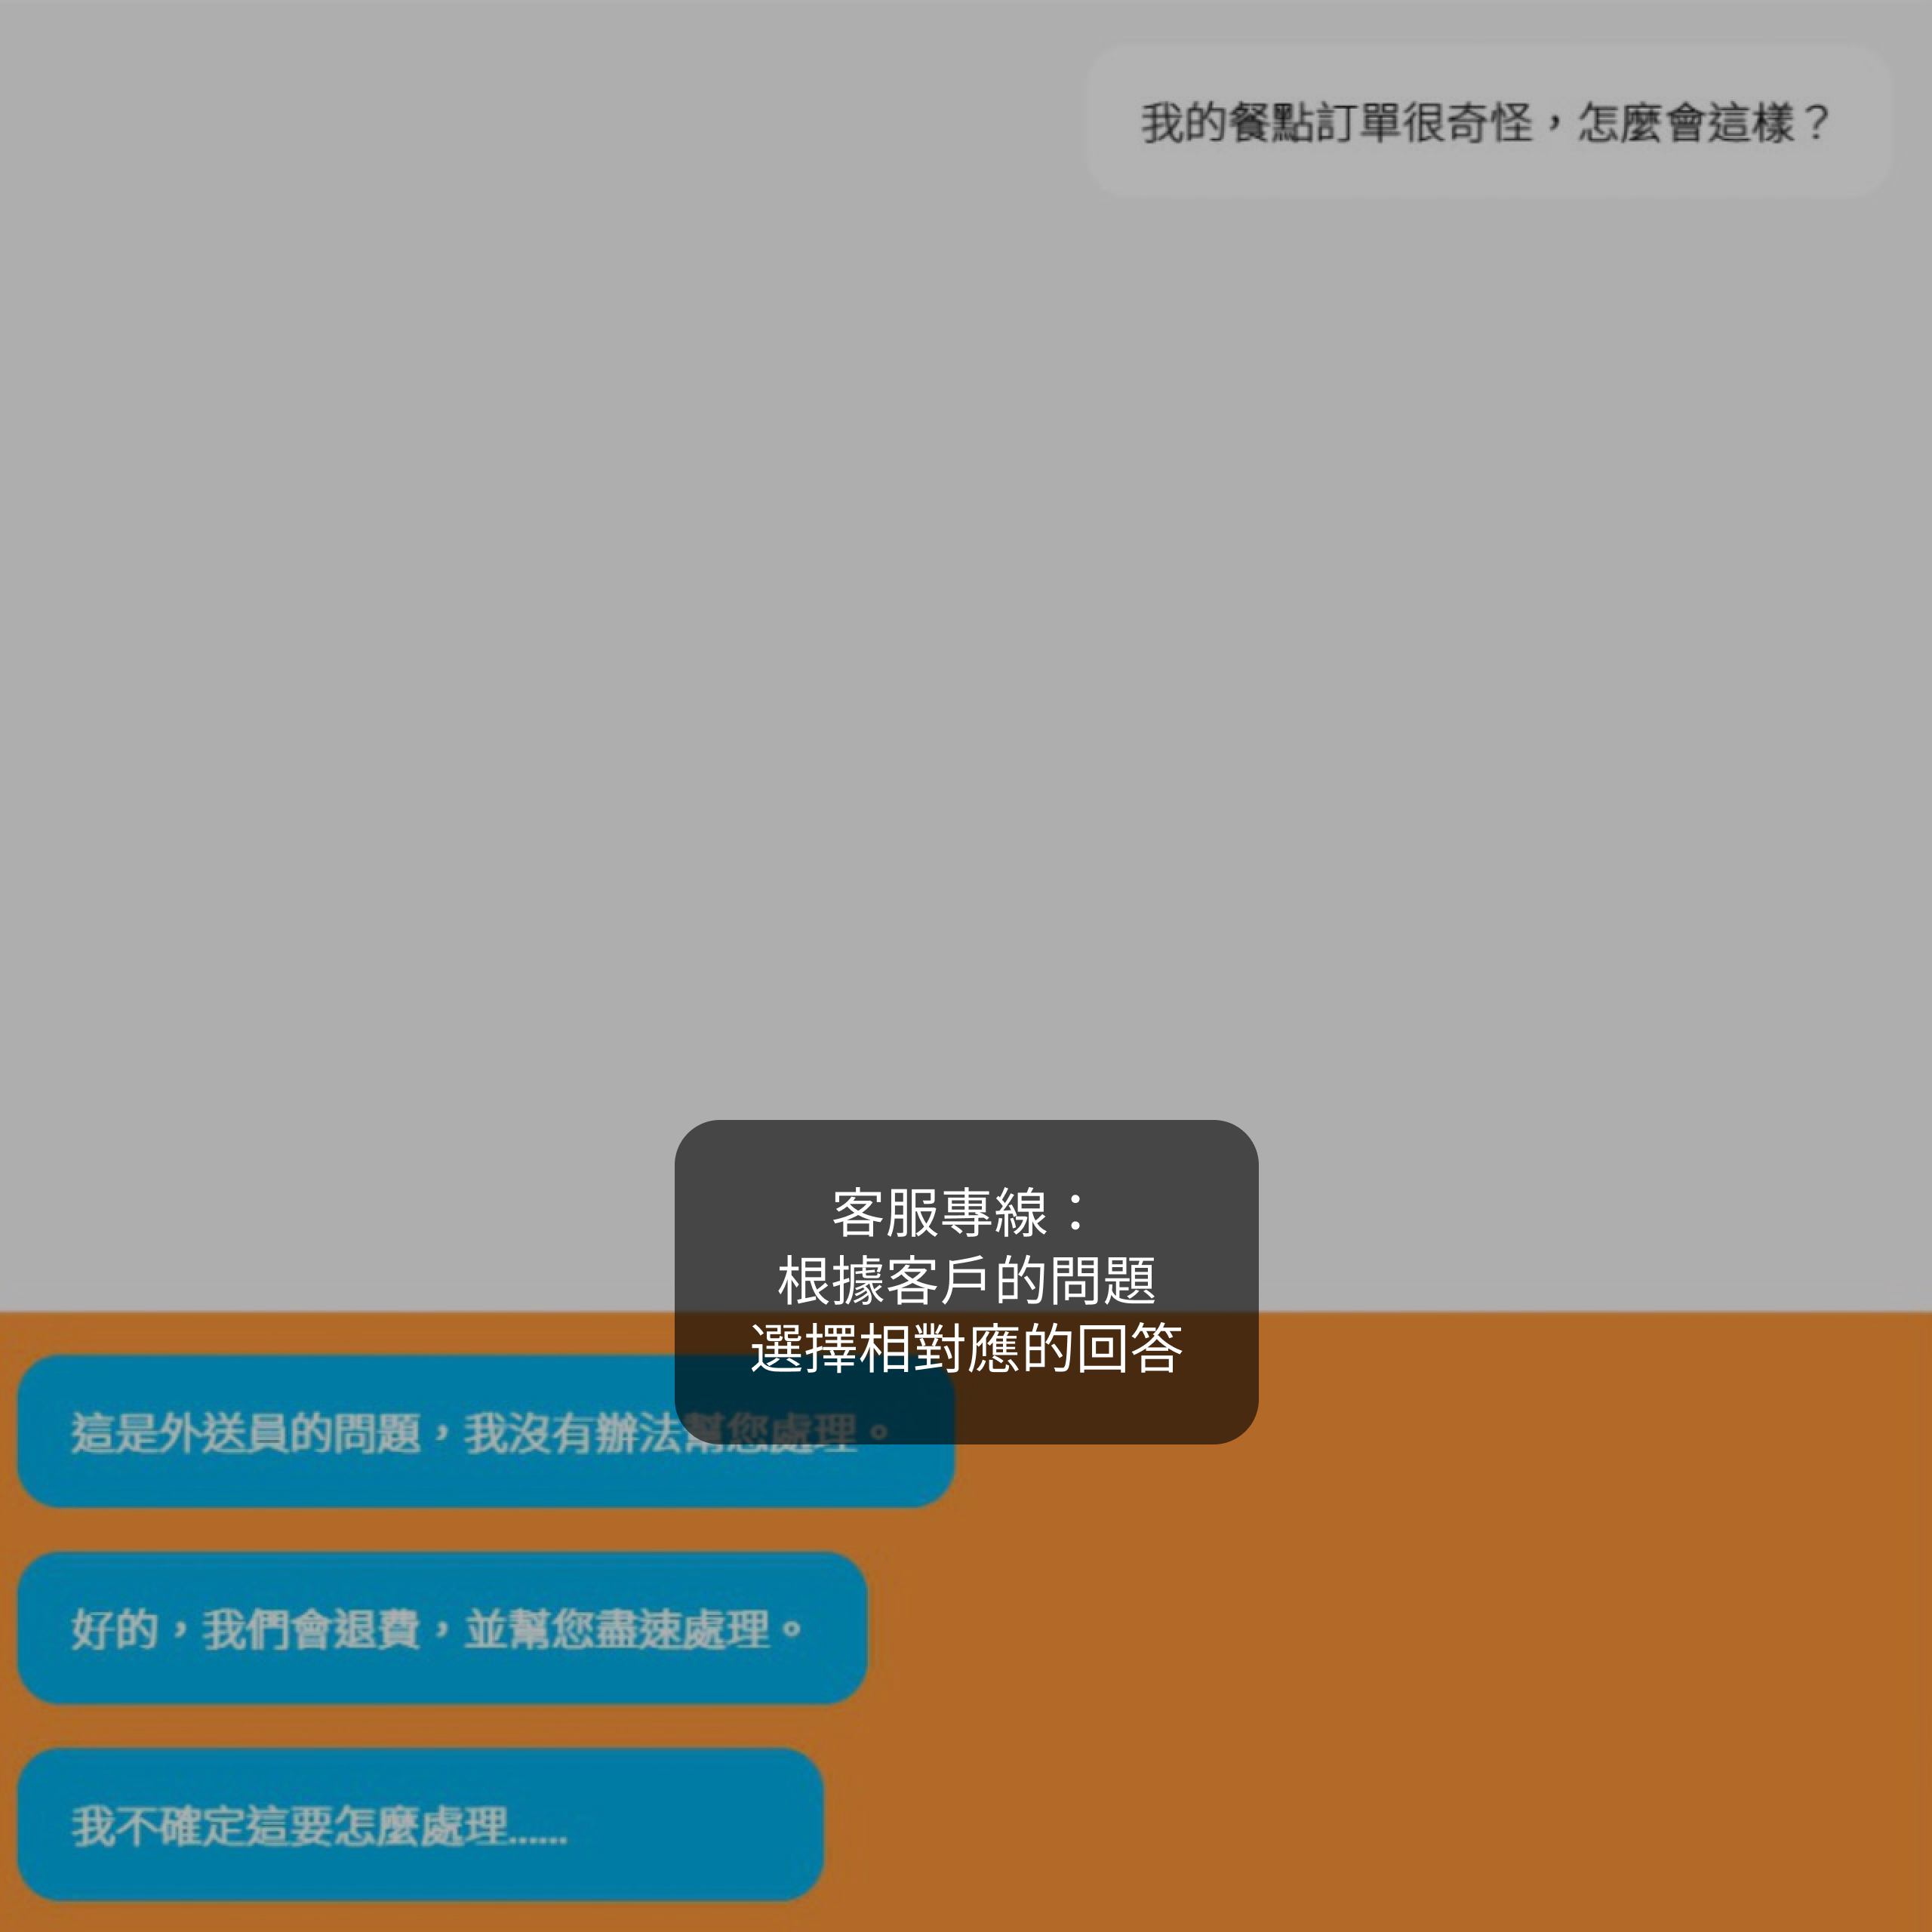 我的餐點訂單很奇怪，怎麼會這樣？
客服專線：
根據客戶的問題
選擇相對應的回答
這是外送員的問題，我沒有辦法幫您處理。
好的，我們會退費，並幫您盡速處理。
我不確定這要怎麼處理......